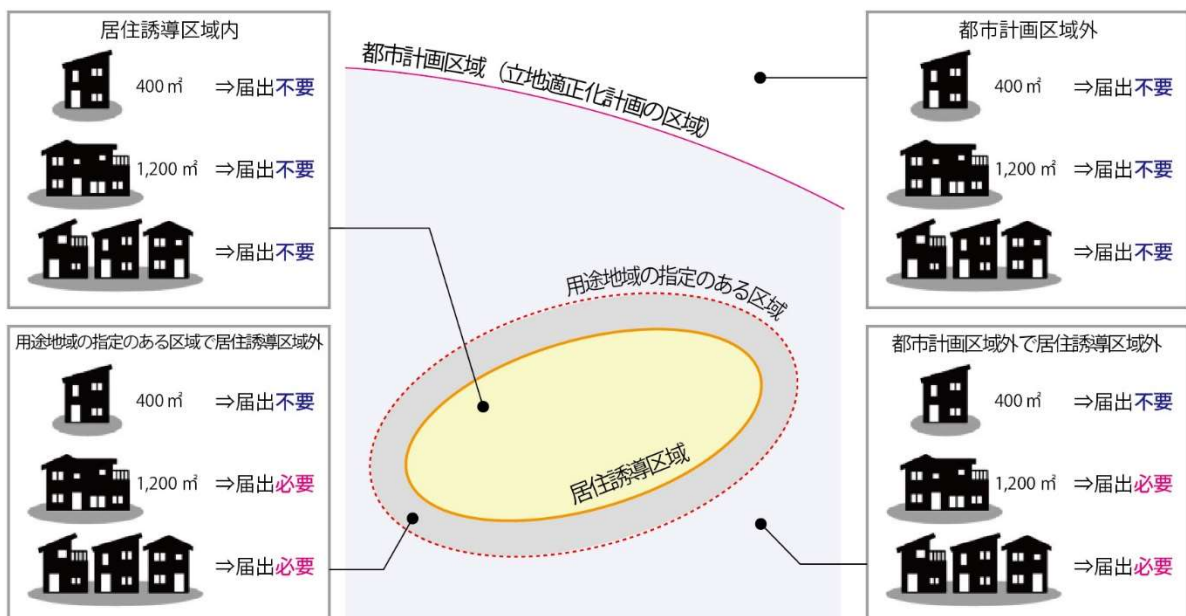 居住誘導区域内
400㎡ ⇒届出不要
1,200㎡ ⇒届出不要
⇒届出不要
都市計画区域（立地適正化計画の区域）
都市計画区域外
400㎡ ⇒届出不要
1,200㎡ ⇒届出不要
⇒届出不要
用途地域の指定のある区域
居住誘導区域
用途地域の指定のある区域で居住誘導区域外
400㎡ ⇒届出不要
1,200㎡ ⇒届出必要
⇒届出必要
都市計画区域外で居住誘導区域外
400㎡ ⇒届出不要
1,200㎡ ⇒届出必要
⇒届出必要